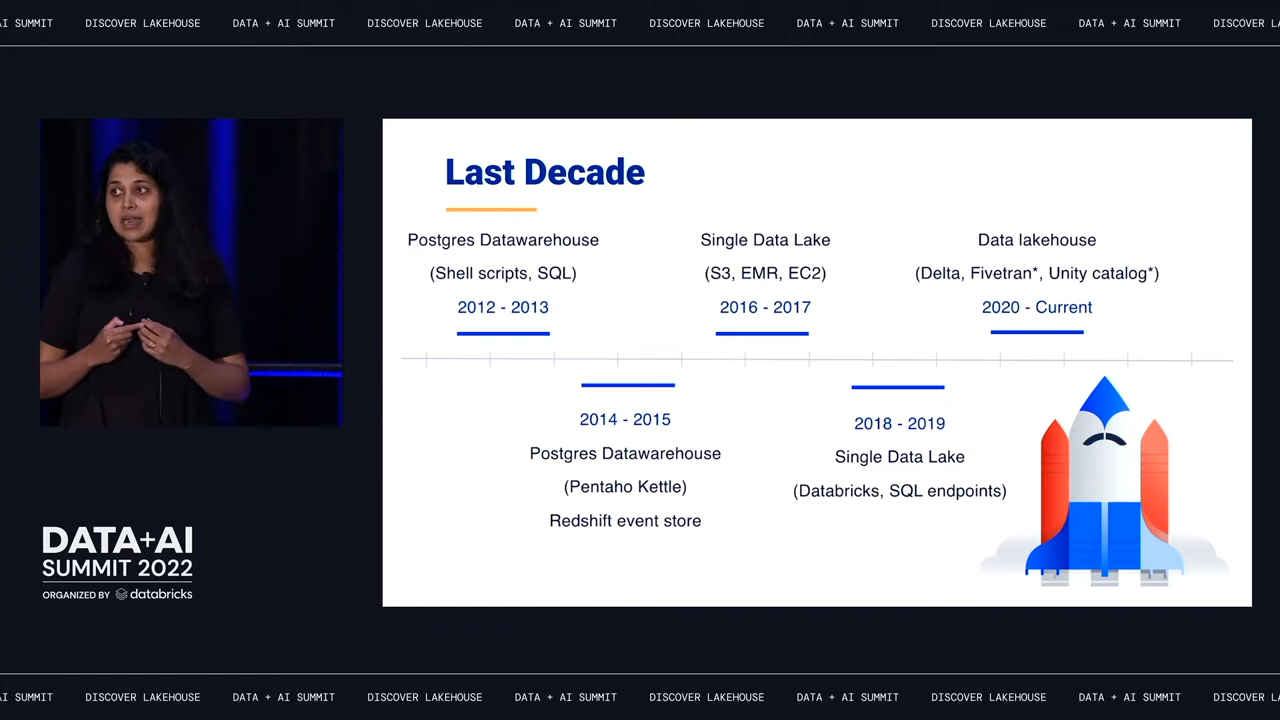 AI SUMMIT DISCOVER LAKEHOUSE DATA + AI SUMMIT DISCOVER LAKEHOUSE DATA + AI SUMMIT DISCOVER LAKEHOUSE DATA + AI SUMMIT DISCOVER LAKEHOUSE DATA + AI SUMMIT DISCOVER LA
Last Decade
Postgres Datawarehouse
(Shell scripts, SQL)
2012 - 2013
Single Data Lake
(S3, EMR, EC2)
2016 - 2017
Data lakehouse
(Delta, Fivetran*, Unity catalog*)
2020 - Current
2014 - 2015
Postgres Datawarehouse
(Pentaho Kettle)
Redshift event store
2018 - 2019
Single Data Lake
(Databricks, SQL endpoints)
DATA+AI
SUMMIT 2022
ORGANIZED BY databricks
AI SUMMIT DISCOVER LAKEHOUSE DATA + AI SUMMIT DISCOVER LAKEHOUSE DATA + AI SUMMIT DISCOVER LAKEHOUSE DATA + AI SUMMIT DISCOVER LAKEHOUSE DATA + AI SUMMIT DISCOVER LA